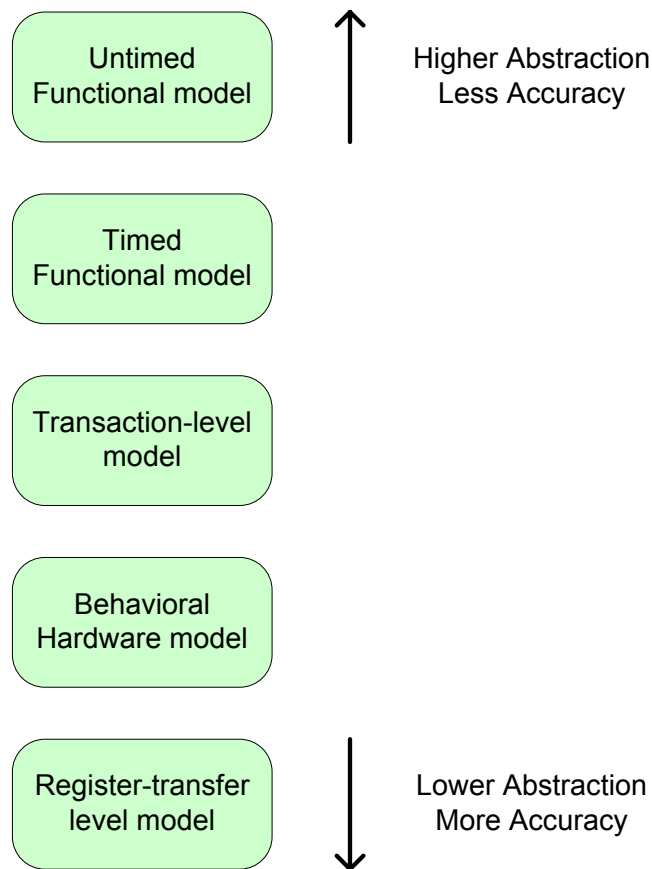 Untimed
Functional model
Higher Abstraction
Less Accuracy
Timed
Functional model
Transaction-level
model
Behavioral
Hardware model
Register-transfer
level model
Lower Abstraction
More Accuracy